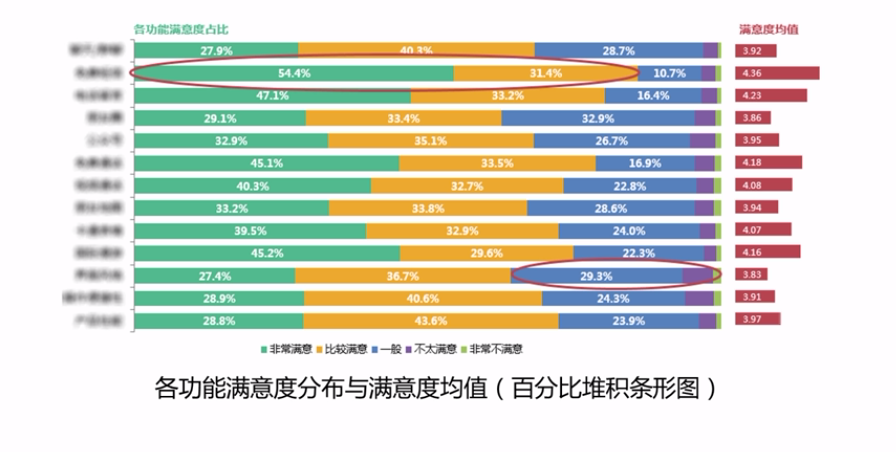 各功能满意度占比 满意度均值
27.9% 40.3% 28.7% 3.92
54.4% 31.4% 10.7% 4.36
47.1% 33.2% 16.4% 4.23
29.1% 33.4% 32.9% 3.86
32.9% 35.1% 26.7% 3.95
45.1% 33.5% 16.9% 4.18
40.3% 32.7% 22.8% 4.08
33.2% 33.8% 28.6% 3.94
39.5% 32.9% 24.0% 4.07
45.2% 29.6% 22.3% 4.16
27.4% 36.7% 29.3% 3.83
28.9% 40.6% 24.3% 3.91
28.8% 43.6% 23.9% 3.97
非常满意 比较满意 一般 不太满意 非常不满意
各功能满意度分布与满意度均值（百分比堆积条形图）